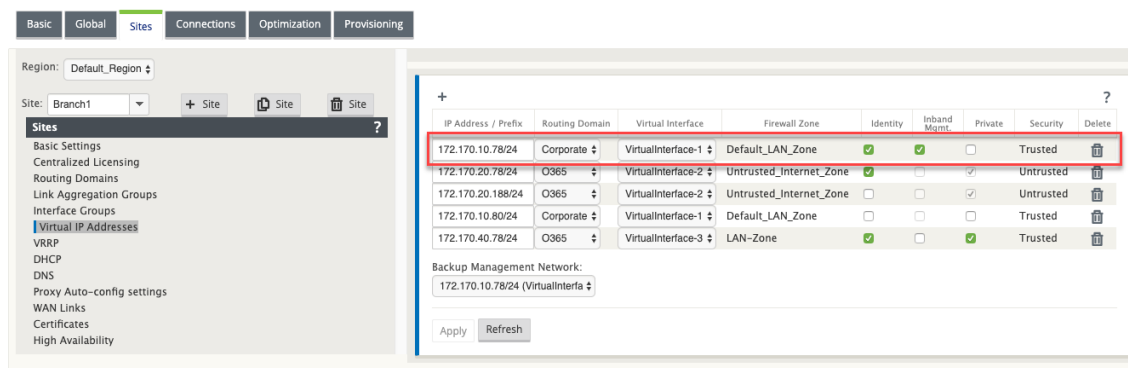 Basic Global Sites Connections Optimization Provisioning
Region: Default_Region
Site: Branch1 + Site Site Site
Sites ?
Basic Settings
Centralized Licensing
Routing Domains
Link Aggregation Groups
Interface Groups
Virtual IP Addresses
VRRP
DHCP
DNS
Proxy Auto-config settings
WAN Links
Certificates
High Availability
+ ?
IP Address / Prefix Routing Domain Virtual Interface Firewall Zone Identity Inband Mgmt. Private Security Delete
172.170.10.78/24 Corporate VirtualInterface-1 Default_LAN_Zone Trusted
172.170.20.78/24 O365 VirtualInterface-2 Untrusted_Internet_Zone Untrusted
172.170.20.188/24 O365 VirtualInterface-2 Untrusted_Internet_Zone Untrusted
172.170.10.80/24 Corporate VirtualInterface-1 Default_LAN_Zone Trusted
172.170.40.78/24 O365 VirtualInterface-3 LAN-Zone Trusted
Backup Management Network:
172.170.10.78/24 (VirtualInterfa
Apply Refresh